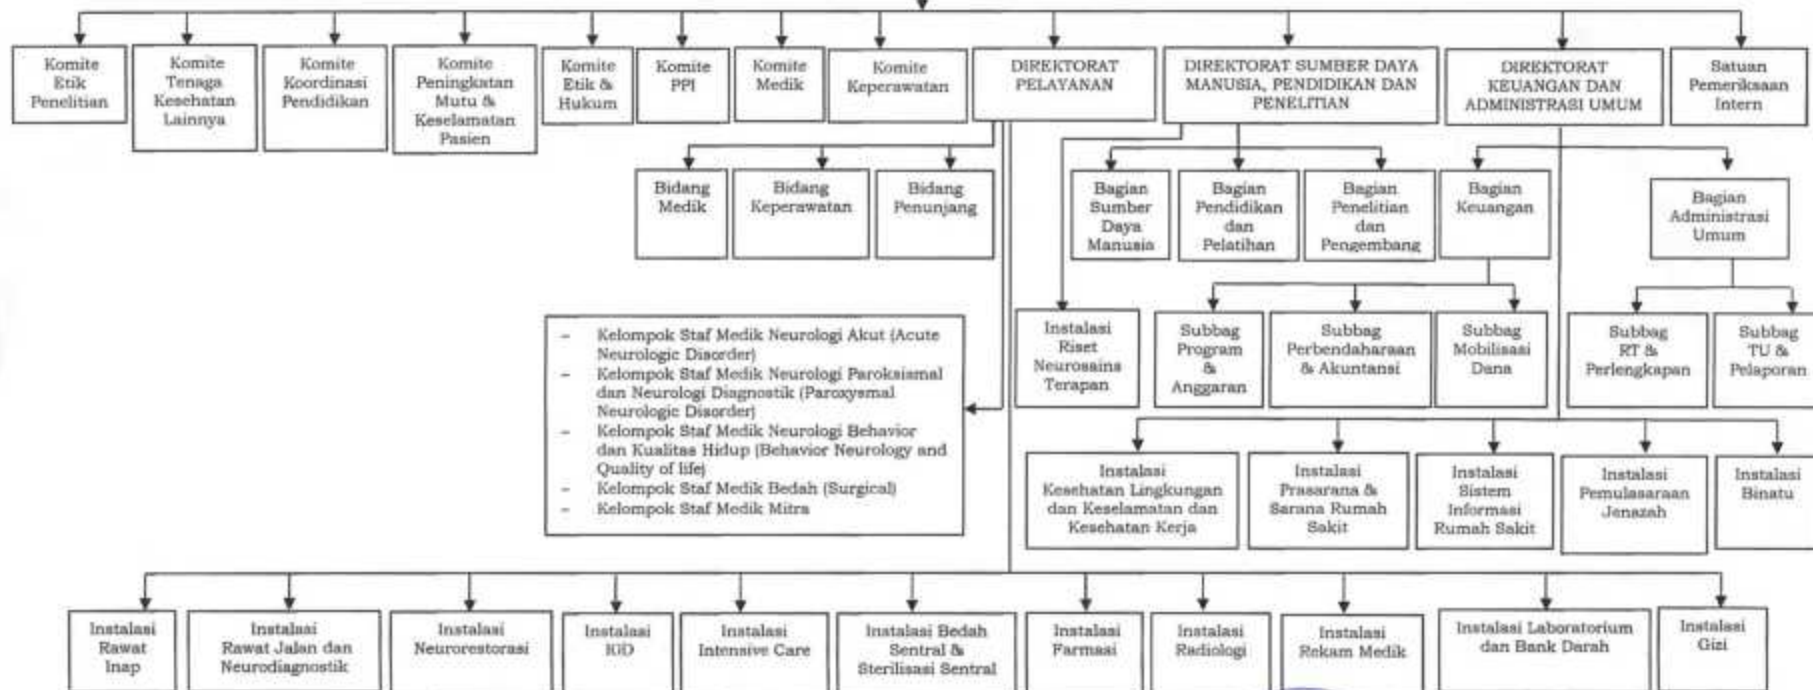 Komite
Etik
Penelitian
Komite
Tenaga
Kesehatan
Lainnya
Komite
Koordinasi
Pendidikan
Komite
Peningkatan
Mutu &
Keselamatan
Pasien
Komite
Etik &
Hukum
Komite
PPI
Komite
Medik
Komite
Keperawatan
DIREKTORAT
PELAYANAN
DIREKTORAT SUMBER DAYA
MANUSIA, PENDIDIKAN DAN
PENELITIAN
DIREKTORAT
KEUANGAN DAN
ADMINISTRASI UMUM
Satuan
Pemeriksaan
Intern
Bidang
Medik
Bidang
Keperawatan
Bidang
Penunjang
Bagian
Sumber
Daya
Manusia
Bagian
Pendidikan
dan
Pelatihan
Bagian
Penelitian
dan
Pengembang
Bagian
Keuangan
Bagian
Administrasi
Umum
- Kelompok Staf Medik Neurologi Akut (Acute
Neurologic Disorder)
- Kelompok Staf Medik Neurologi Paroksismal
dan Neurologi Diagnostik (Paroxysmal
Neurologic Disorder)
- Kelompok Staf Medik Neurologi Behavior
dan Kualitas Hidup (Behavior Neurology and
Quality of life)
- Kelompok Staf Medik Bedah (Surgical)
- Kelompok Staf Medik Mitra
Instalasi
Riset
Neurosains
Terapan
Subbag
Program
&
Anggaran
Subbag
Perbendaharaan
& Akuntansi
Subbag
Mobilisasi
Dana
Subbag
RT &
Perlengkapan
Subbag
TU &
Pelaporan
Instalasi
Kesehatan Lingkungan
dan Keselamatan dan
Kesehatan Kerja
Instalasi
Prasarana &
Sarana Rumah
Sakit
Instalasi
Sistem
Informasi
Rumah Sakit
Instalasi
Pemulasaraan
Jenazah
Instalasi
Binatu
Instalasi
Rawat
Inap
Instalasi
Rawat Jalan dan
Neurodiagnostik
Instalasi
Neurorestorasi
Instalasi
IGD
Instalasi
Intensive Care
Instalasi Bedah
Sentral &
Sterilisasi Sentral
Instalasi
Farmasi
Instalasi
Radiologi
Instalasi
Rekam Medik
Instalasi Laboratorium
dan Bank Darah
Instalasi
Gizi